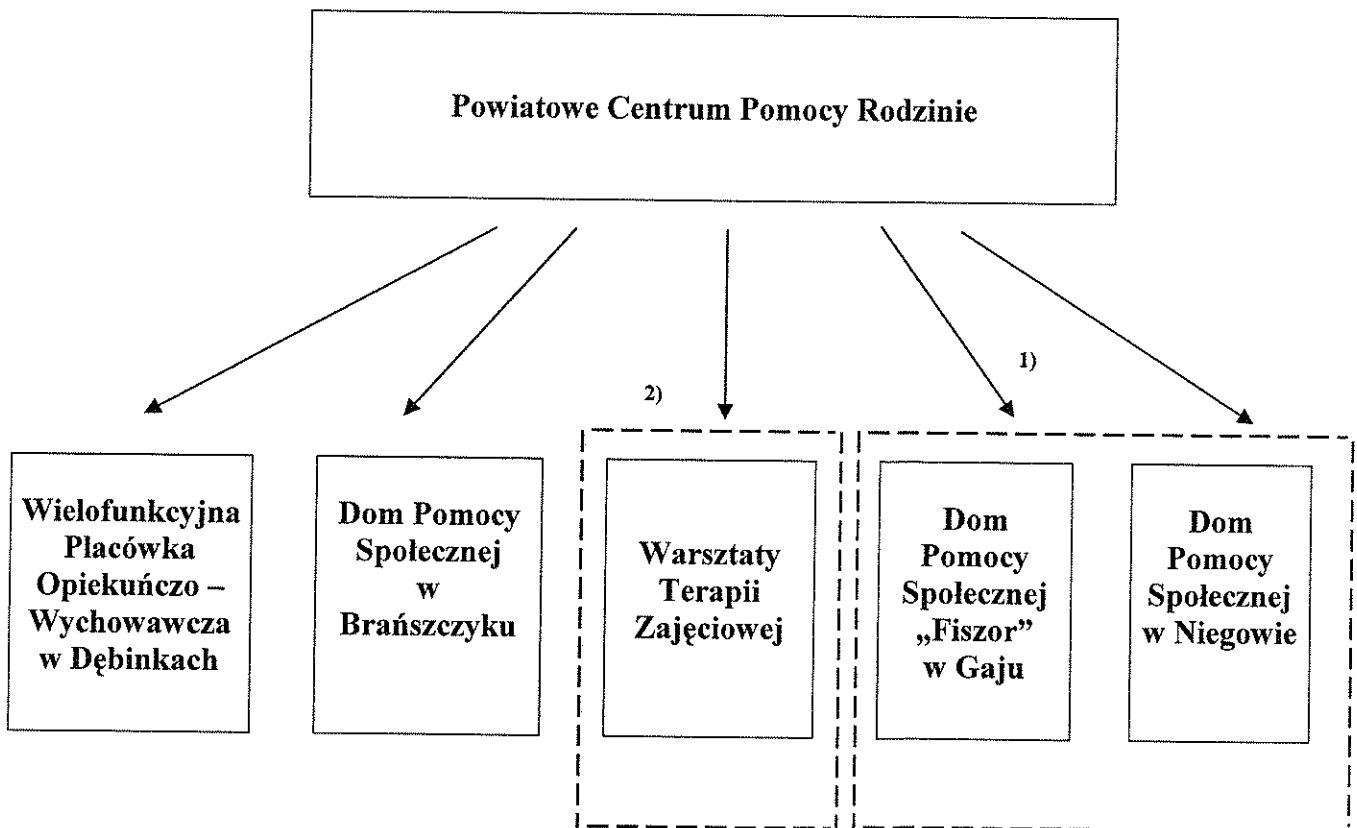 Powiatowe Centrum Pomocy Rodzinie
1)
2)
Wielofunkcyjna
Placówka
Opiekuńczo –
Wychowawcza
w Dębinkach
Dom Pomocy
Społecznej
w
Brańszczyku
Warsztaty
Terapii
Zajęciowej
Dom
Pomocy
Społecznej
„Fiszor”
w Gaju
Dom
Pomocy
Społecznej
w Niegowie